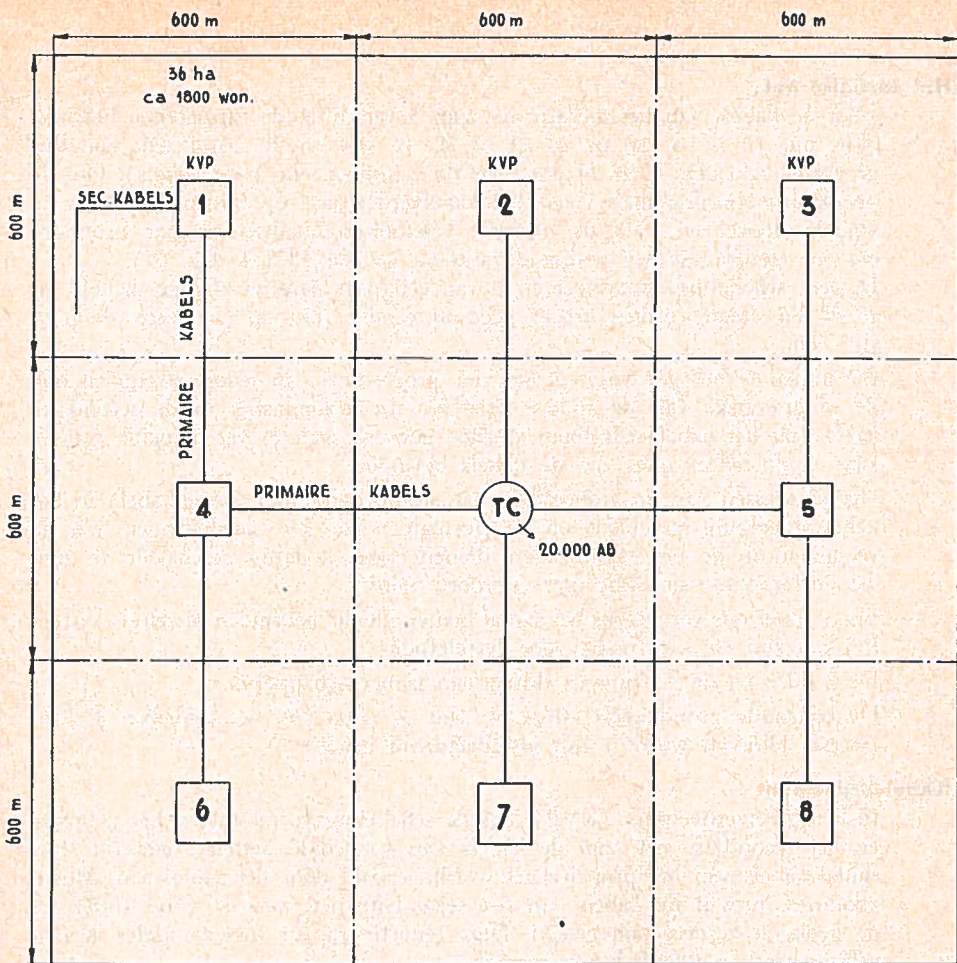 600 m
600 m
600 m
600 m
36 ha
ca 1800 won.
KVP
KVP
KVP
SEC. KABELS
1
2
3
PRIMAIRE KABELS
600 m
4
PRIMAIRE KABELS
TC
5
20.000 AB
600 m
6
7
8